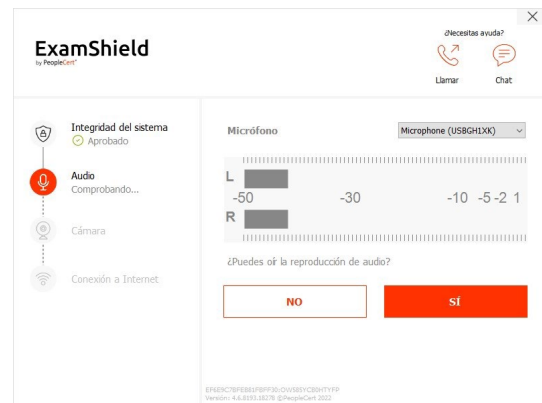 ¿Necesitas ayuda?
ExamShield
by PeopleCert
Llamar Chat
Integridad del sistema
Aprobado
Audio
Comprobando...
Cámara
Conexión a Internet
Micrófono
Microphone (USBGH1XK)
L
-50 -30 -10 -5 -2 1
R
¿Puedes oír la reproducción de audio?
NO
SÍ
Versión: 4.6.0193.16278 @PeopleCert 2022